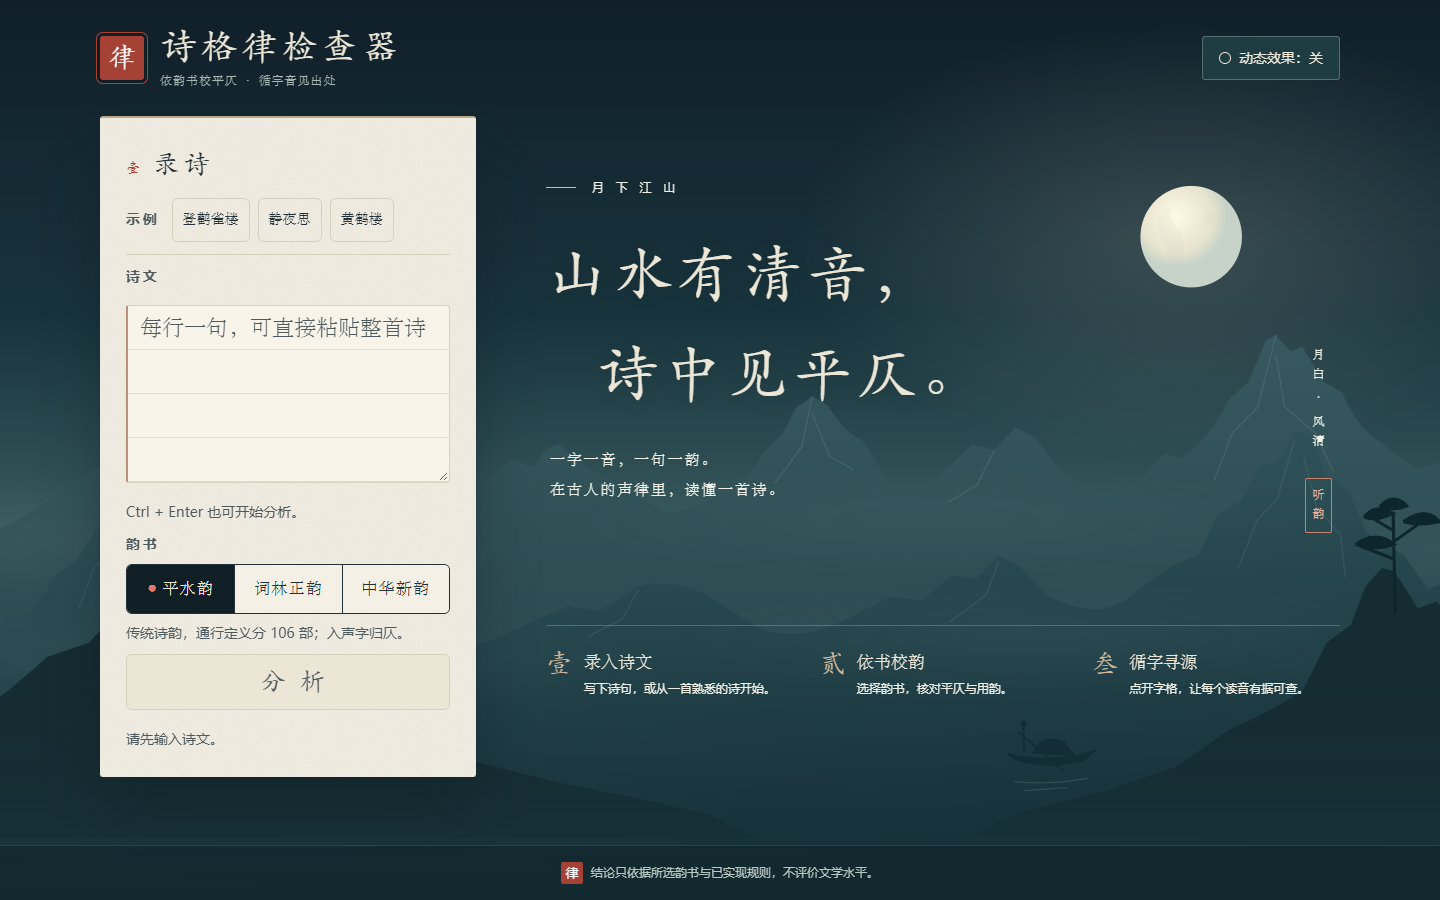 律
诗格律检查器
依韵书校平仄 · 循字音见出处
动态效果：关
壹 录诗
示例 登鹳雀楼 静夜思 黄鹤楼
诗文
每行一句，可直接粘贴整首诗
Ctrl + Enter 也可开始分析。
韵书
平水韵 词林正韵 中华新韵
传统诗韵，通行定义分 106 部；入声字归仄。
分析
请先输入诗文。
月下江山
山水有清音，
诗中见平仄。
一字一音，一句一韵。
在古人的声律里，读懂一首诗。
月白·风清
听韵
壹 录入诗文
写下诗句，或从一首熟悉的诗开始。
贰 依书校韵
选择韵书，核对平仄与用韵。
叁 循字寻源
点开字格，让每个读音有据可查。
律 结论只依据所选韵书与已实现规则，不评价文学水平。